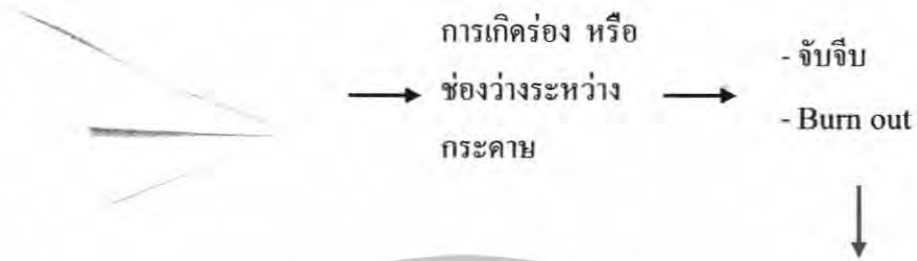 การเกิดร่อง หรือ
ช่องว่างระหว่าง
กระดาษ
- จับจีบ
- Burn out